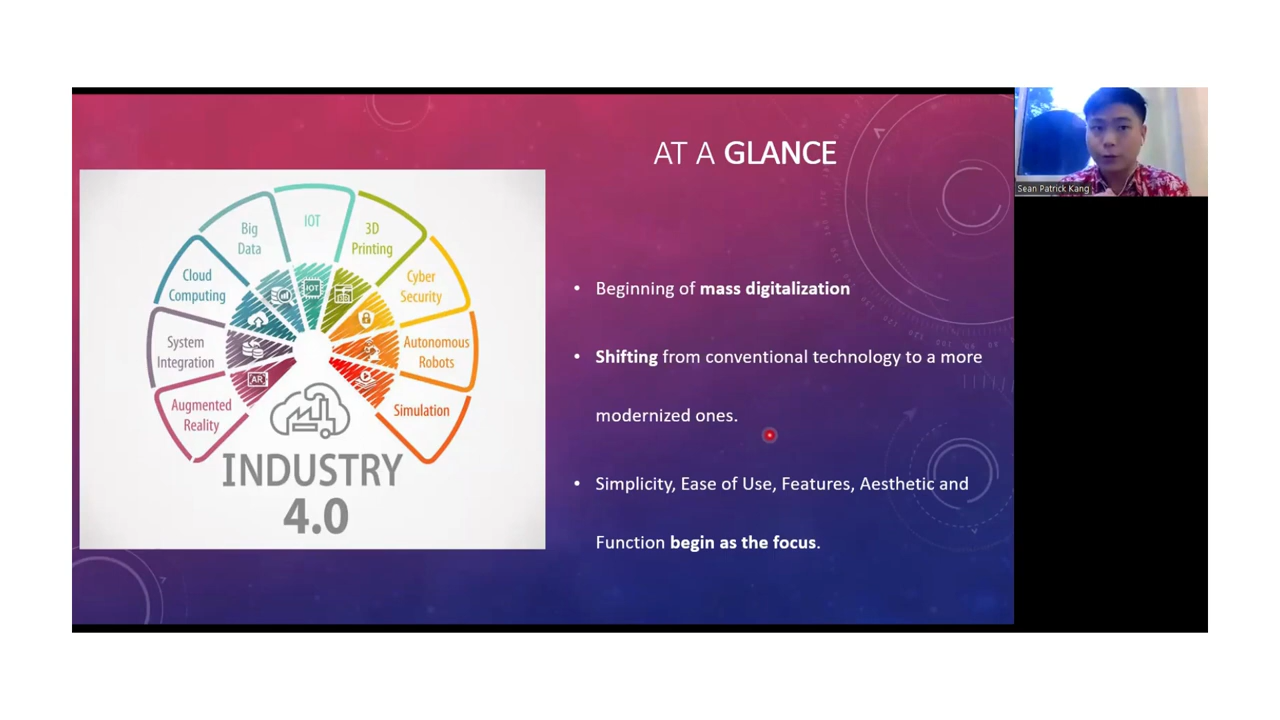 AT A GLANCE
Sean Patrick Kang
IOT
Big
Data
3D
Printing
Cloud
Computing
Cyber
Security
IOT
System
Integration
Autonomous
Robots
AR
Augmented
Reality
Simulation
INDUSTRY
4.0
• Beginning of mass digitalization
• Shifting from conventional technology to a more
modernized ones.
• Simplicity, Ease of Use, Features, Aesthetic and
Function begin as the focus.